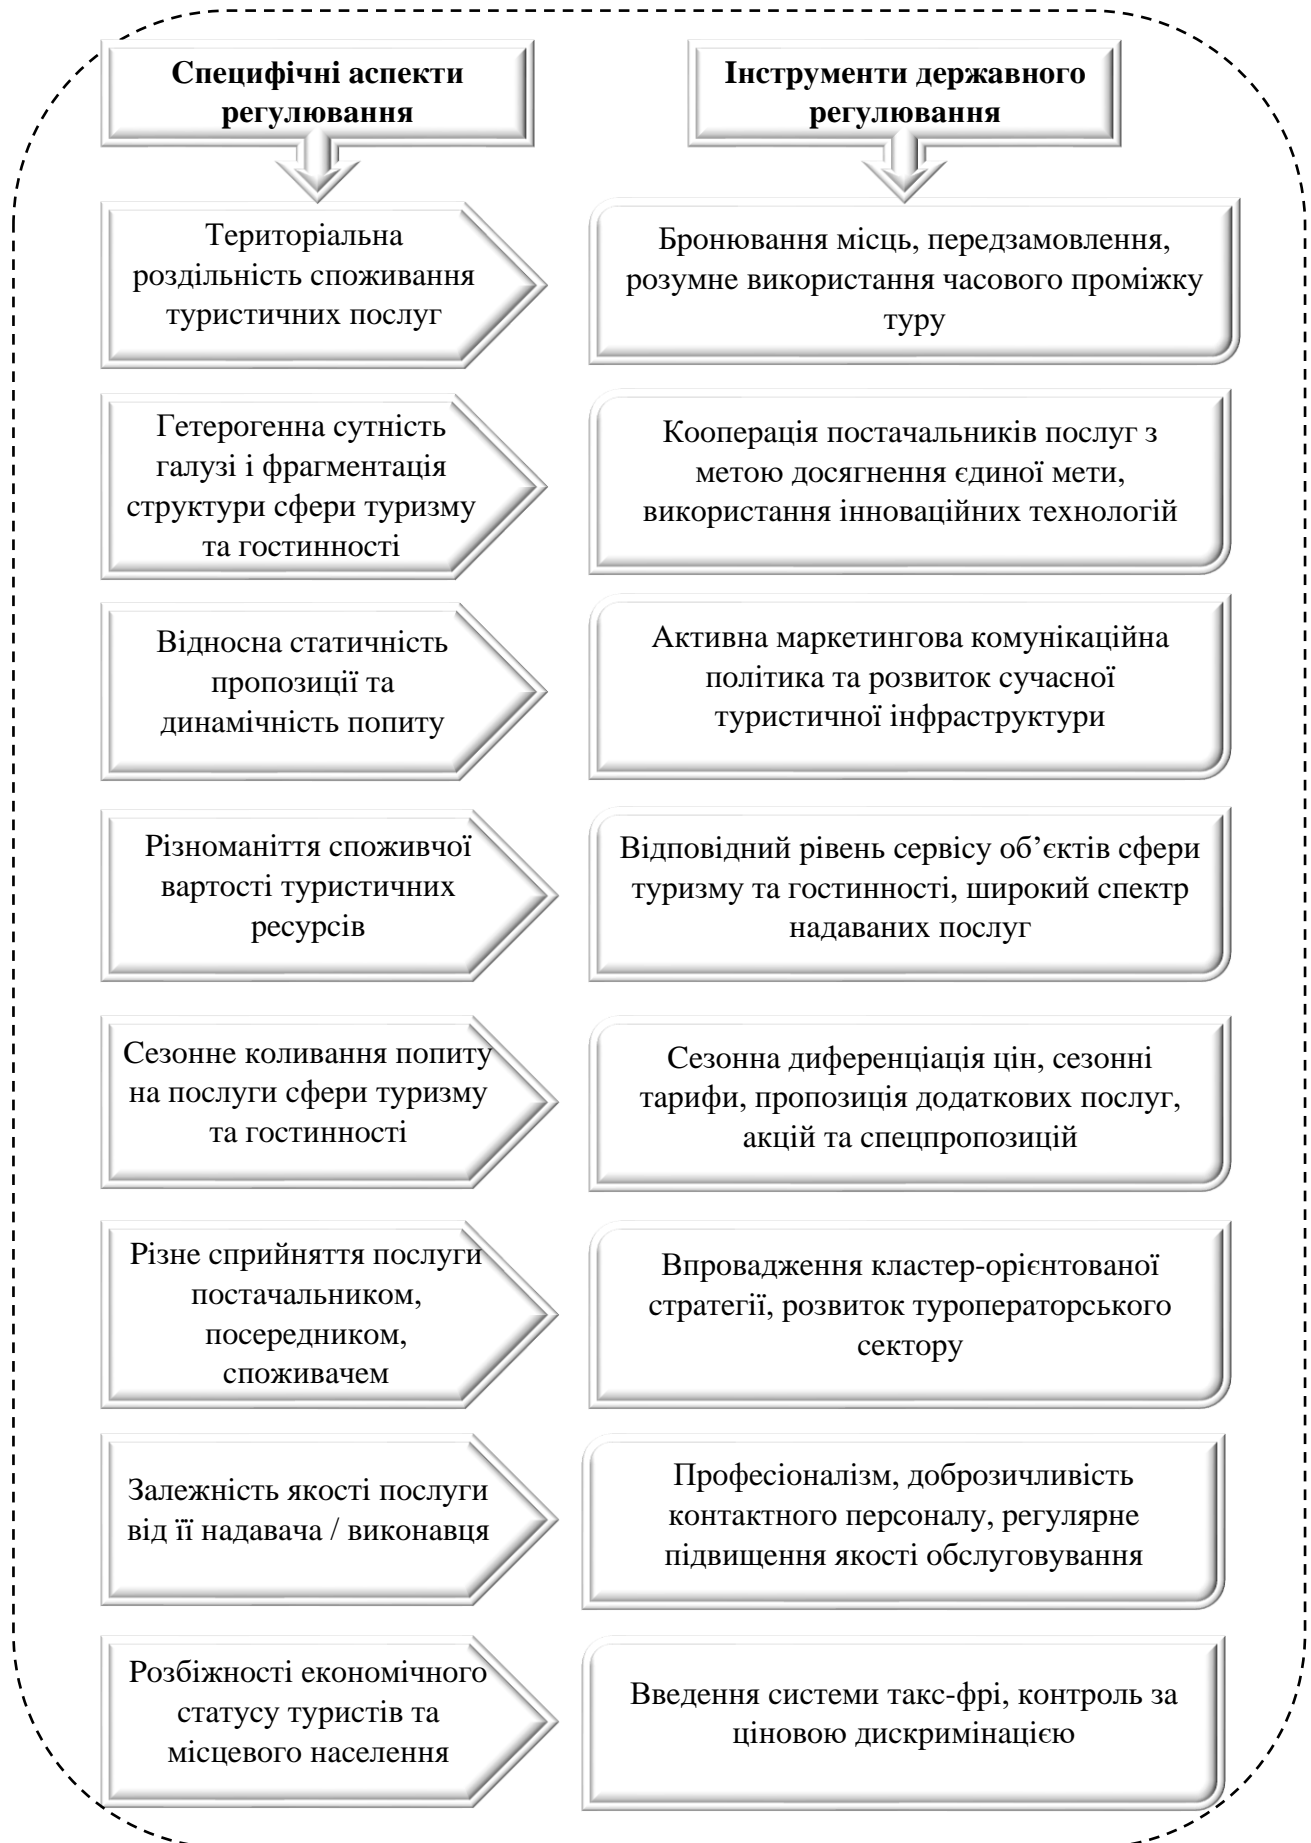 Специфічні аспекти
регулювання
Інструменти державного
регулювання
Територіальна
роздільність споживання
туристичних послуг
Бронювання місць, передзамовлення,
розумне використання часового проміжку
туру
Гетерогенна сутність
галузі і фрагментація
структури сфери туризму
та гостинності
Кооперація постачальників послуг з
метою досягнення єдиної мети,
використання інноваційних технологій
Відносна статичність
пропозиції та
динамічність попиту
Активна маркетингова комунікаційна
політика та розвиток сучасної
туристичної інфраструктури
Різноманіття споживчої
вартості туристичних
ресурсів
Відповідний рівень сервісу об’єктів сфери
туризму та гостинності, широкий спектр
надаваних послуг
Сезонне коливання попиту
на послуги сфери туризму
та гостинності
Сезонна диференціація цін, сезонні
тарифи, пропозиція додаткових послуг,
акцій та спецпропозицій
Різне сприйняття послуги
постачальником,
посередником,
споживачем
Впровадження кластер-орієнтованої
стратегії, розвиток туроператорського
сектору
Залежність якості послуги
від її надавача / виконавця
Професіоналізм, доброзичливість
контактного персоналу, регулярне
підвищення якості обслуговування
Розбіжності економічного
статусу туристів та
місцевого населення
Введення системи такс-фрі, контроль за
ціновою дискримінацією